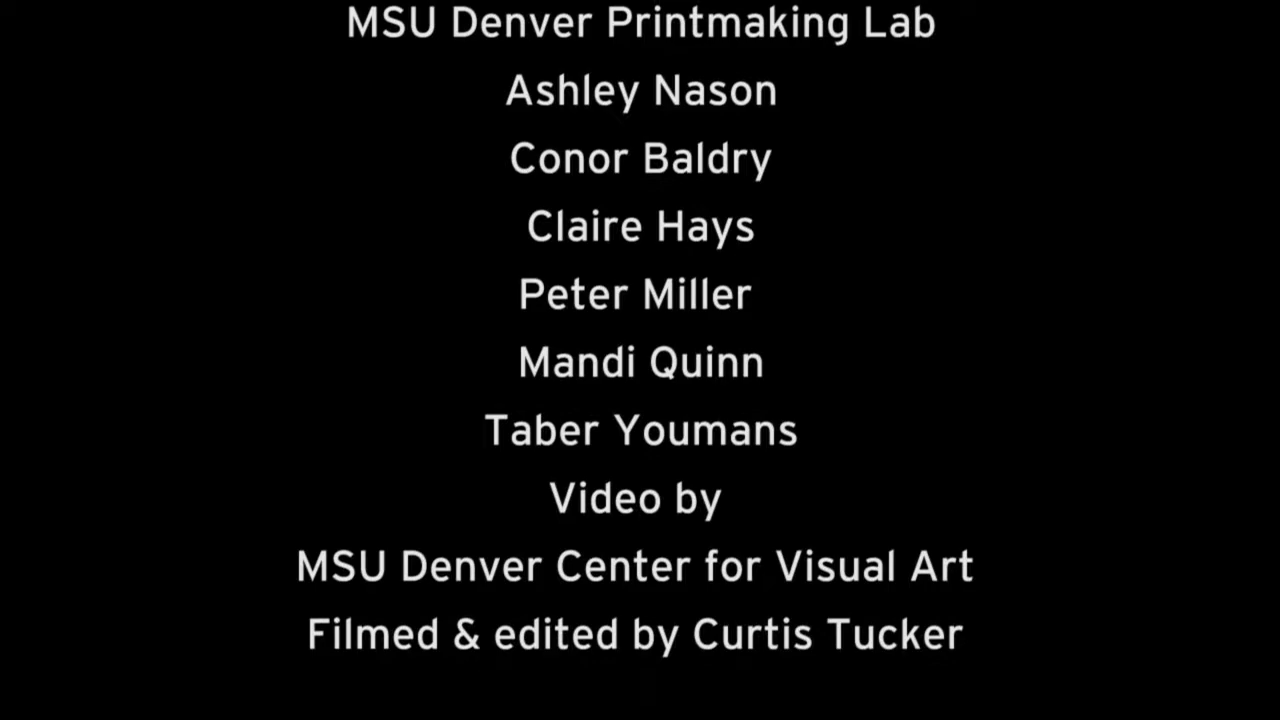 MSU Denver Printmaking Lab
Ashley Nason
Conor Baldry
Claire Hays
Peter Miller
Mandi Quinn
Taber Youmans
Video by
MSU Denver Center for Visual Art
Filmed & edited by Curtis Tucker